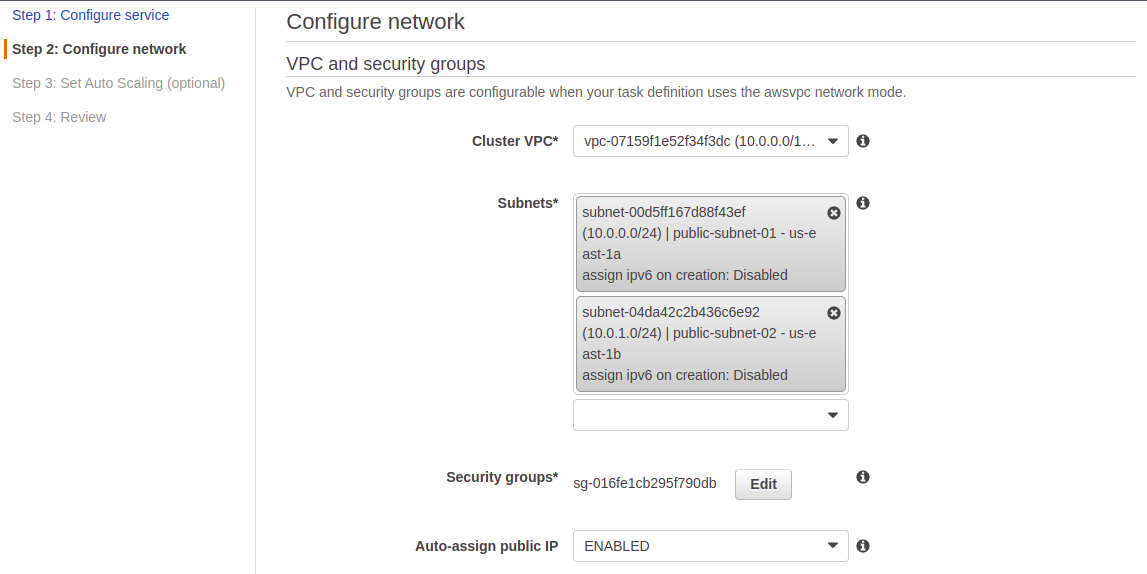 Step 1: Configure service
Step 2: Configure network
Step 3: Set Auto Scaling (optional)
Step 4: Review
Configure network
VPC and security groups
VPC and security groups are configurable when your task definition uses the awsvpc network mode.
Cluster VPC* vpc-07159f1e52f34f3dc (10.0.0.0/1...
Subnets*
subnet-00d5ff167d88f43ef
(10.0.0.0/24) | public-subnet-01 - us-e
ast-1a
assign ipv6 on creation: Disabled
subnet-04da42c2b436c6e92
(10.0.1.0/24) | public-subnet-02 - us-e
ast-1b
assign ipv6 on creation: Disabled
Security groups* sg-016fe1cb295f790db Edit
Auto-assign public IP ENABLED